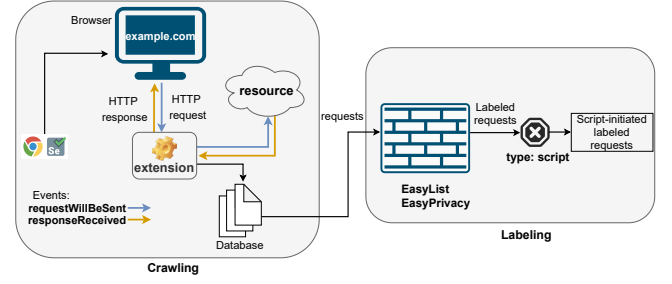 Browser
example.com
HTTP
response
HTTP
request
resource
Se
extension
Events:
requestWillBeSent
responseReceived
Database
Crawling
requests
EasyList
EasyPrivacy
Labeled
requests
type: script
Script-initiated
labeled
requests
Labeling